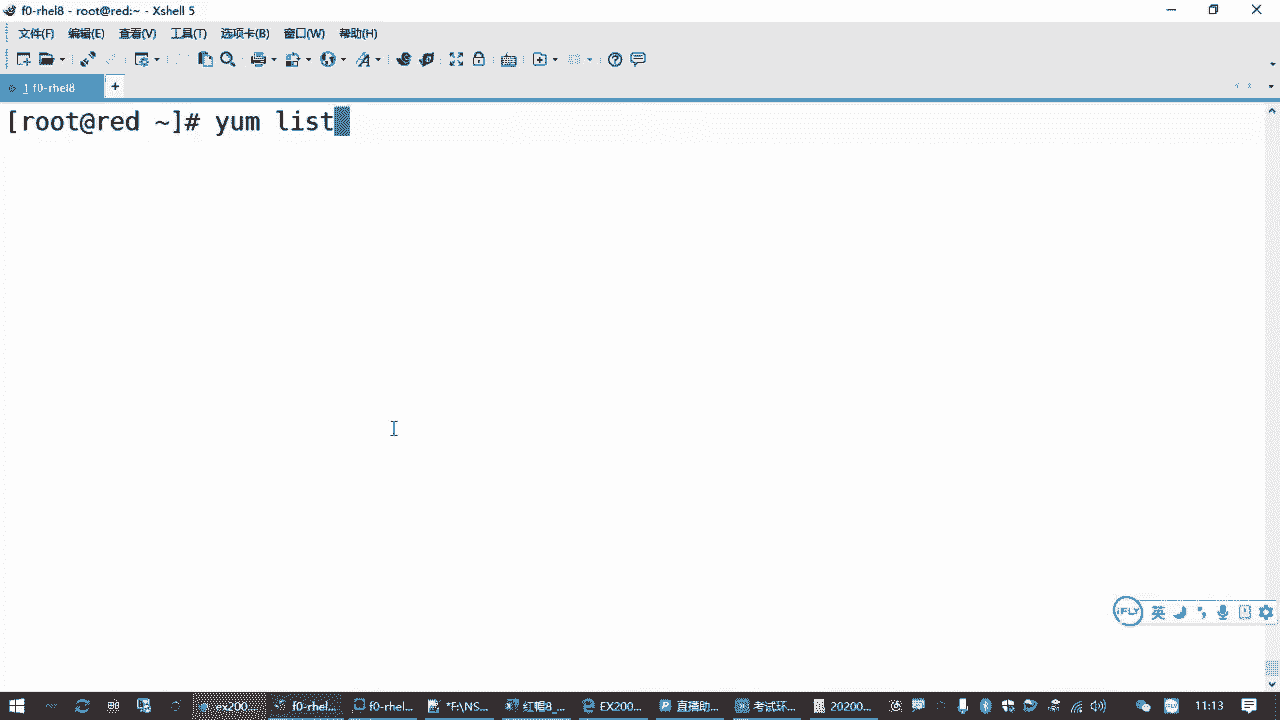 f0-rhel8 - root@red:~ - Xshell 5
文件(F) 编辑(E) 查看(V) 工具(T) 选项卡(B) 窗口(W) 帮助(H)
1 f0-rhel8
[root@red ~]# yum list
iFLY 英
ex200... f0-rhel... f0-rhel... *F:\NS... 红帽8_... EX200... 直播助... 考试环... 20200... 11:13